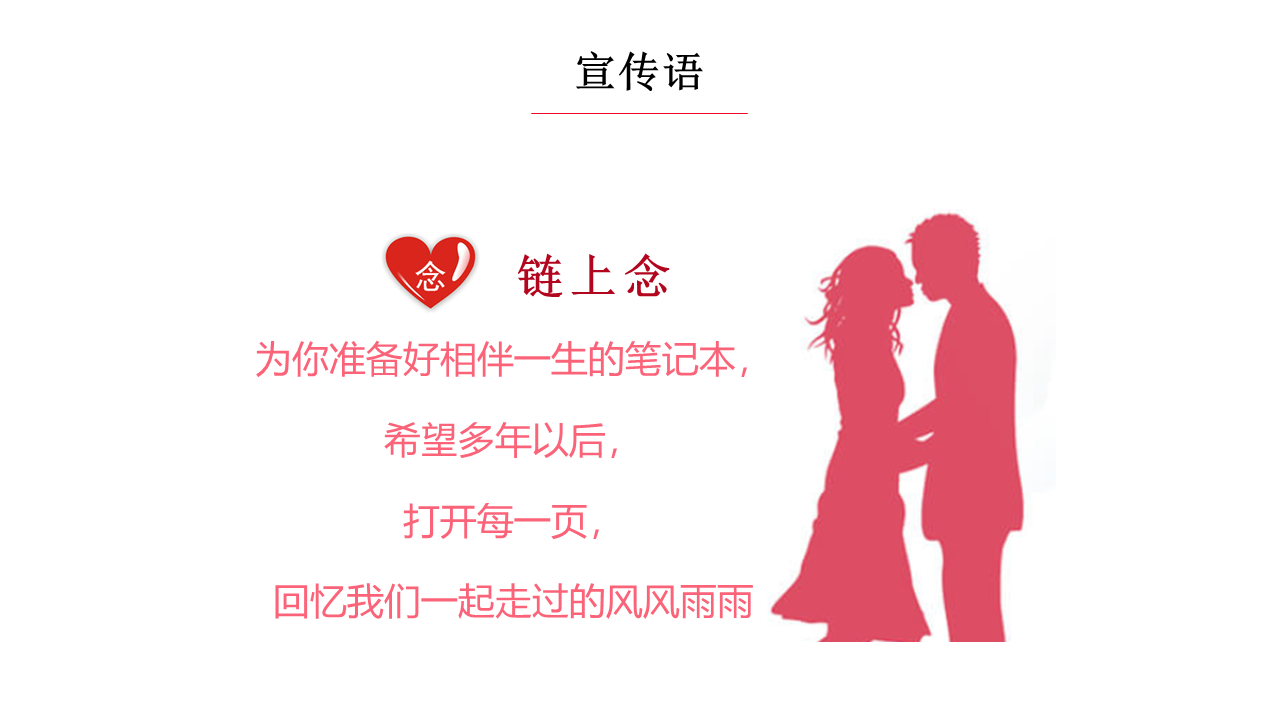 宣传语
念
链上念
为你准备好相伴一生的笔记本，
希望多年以后，
打开每一页，
回忆我们一起走过的风风雨雨